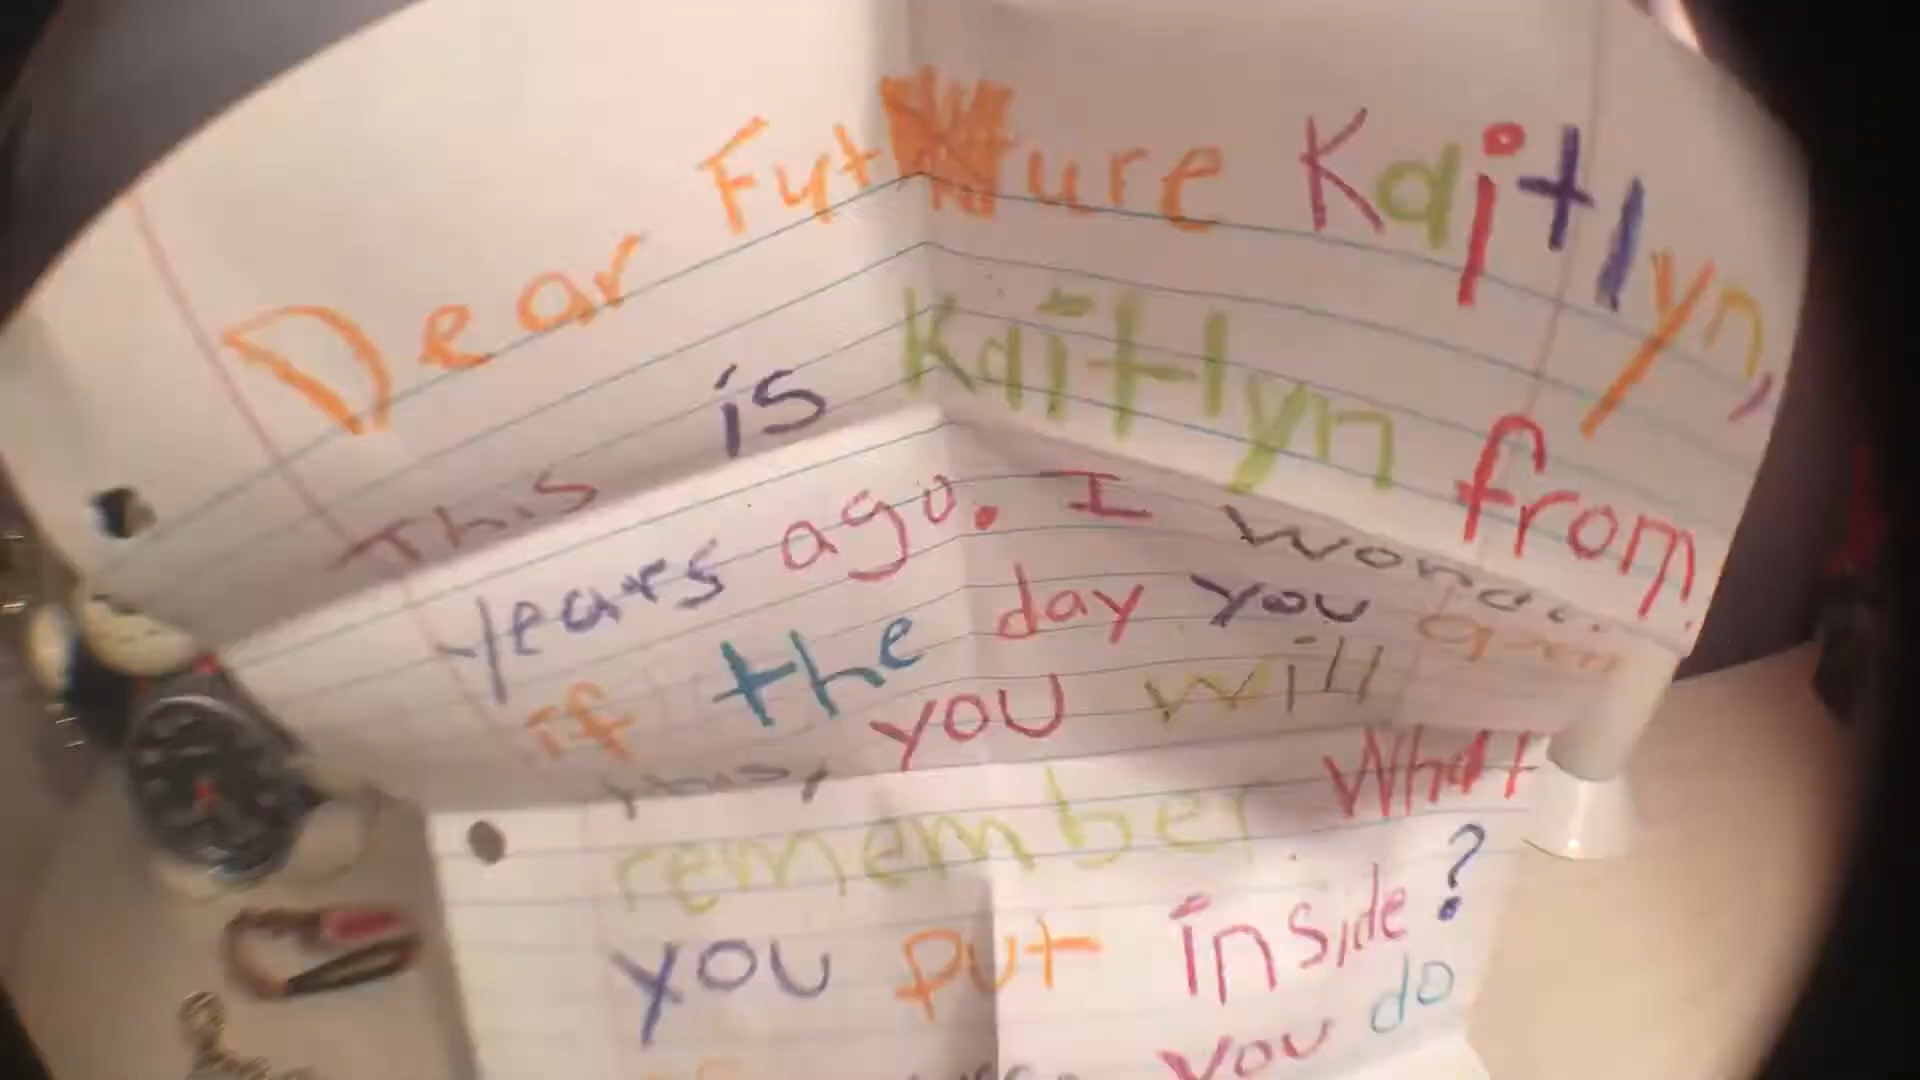 Dear Future Kaitlyn,
This is Kaitlyn from
years ago. I
if the day you
this, you will
remember what
you put inside?
you do